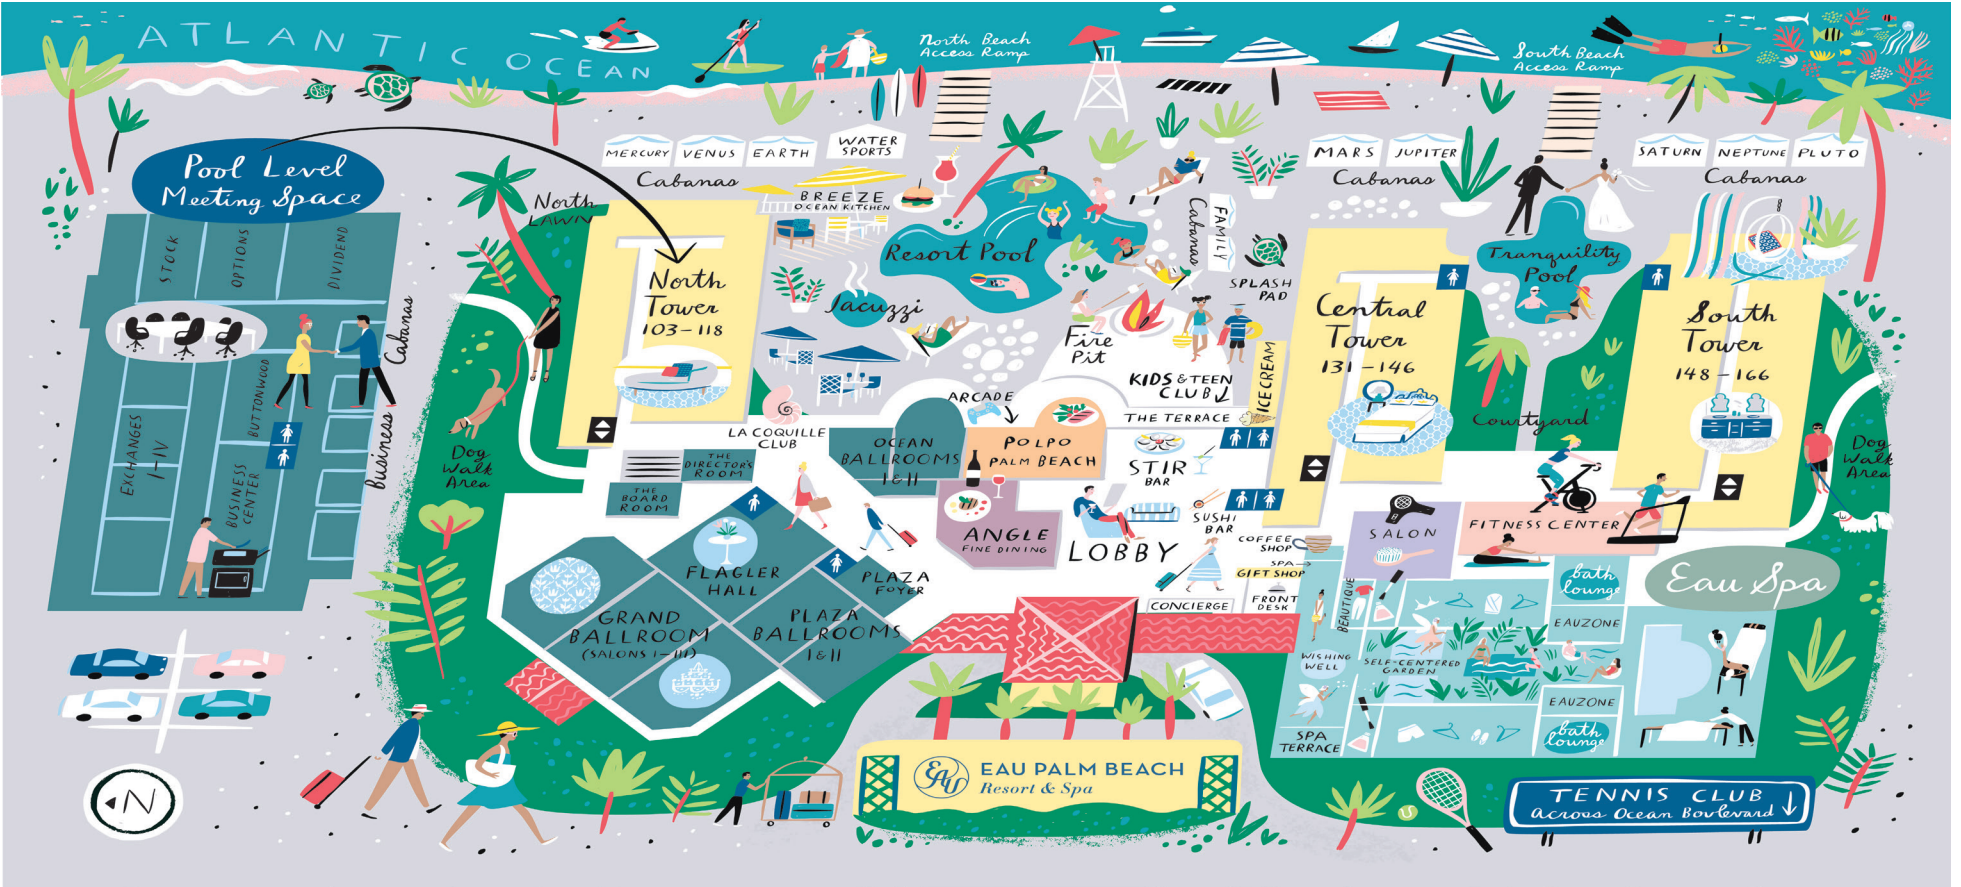 ATLANTIC OCEAN
North Beach
Access Ramp
South Beach
Access Ramp
Pool Level
Meeting Space
STOCK
OPTIONS
DIVIDEND
EXCHANGES
I-IV
BUTTONWOOD
BUSINESS
CENTER
Business Cabanas
MERCURY
VENUS
EARTH
Cabanas
WATER
SPORTS
MARS
JUPITER
Cabanas
SATURN
NEPTUNE
PLUTO
Cabanas
North
LAWN
BREEZE
OCEAN KITCHEN
Resort Pool
FAMILY
Cabanas
SPLASH
PAD
Tranquility
Pool
North
Tower
103-118
Jacuzzi
Fire
Pit
Central
Tower
131-146
South
Tower
148-166
Courtyard
Dog
Walk
Area
Dog
Walk
Area
KIDS & TEEN
CLUB
ICE CREAM
ARCADE
THE TERRACE
LA COQUILLE
CLUB
THE
DIRECTOR'S
ROOM
THE
BOARD
ROOM
OCEAN
BALLROOMS
I & II
POLPO
PALM BEACH
STIR
BAR
SUSHI
BAR
ANGLE
FINE DINING
LOBBY
COFFEE
SHOP
SPA
GIFT SHOP
FRONT
DESK
CONCIERGE
FLAGLER
HALL
PLAZA
FOYER
GRAND
BALLROOM
(SALONS I-III)
PLAZA
BALLROOMS
I & II
SALON
FITNESS CENTER
Eau Spa
BEAUTIQUE
bath
lounge
EAUZONE
WISHING
WELL
SELF-CENTERED
GARDEN
EAUZONE
bath
lounge
SPA
TERRACE
N
EAU
EAU PALM BEACH
Resort & Spa
TENNIS CLUB
Across Ocean Boulevard